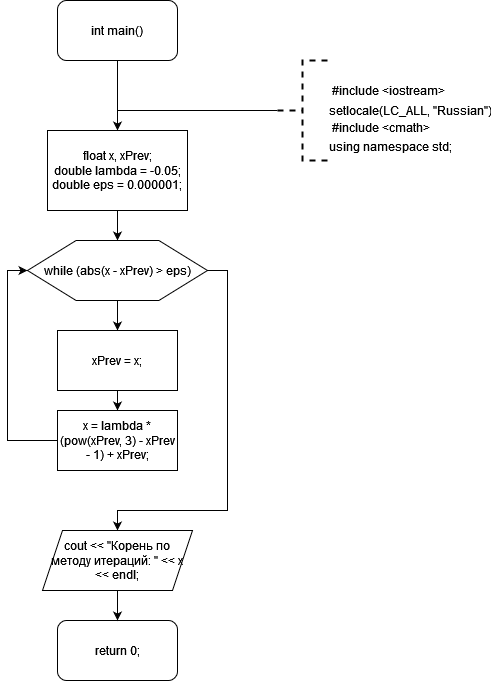 int main()
#include <iostream>
setlocale(LC_ALL, "Russian")
#include <cmath>
using namespace std;
float x, xPrev;
double lambda = -0.05;
double eps = 0.000001;
while (abs(x - xPrev) > eps)
xPrev = x;
x = lambda *
(pow(xPrev, 3) - xPrev
- 1) + xPrev;
cout << "Корень по
методу итераций: " << x
<< endl;
return 0;